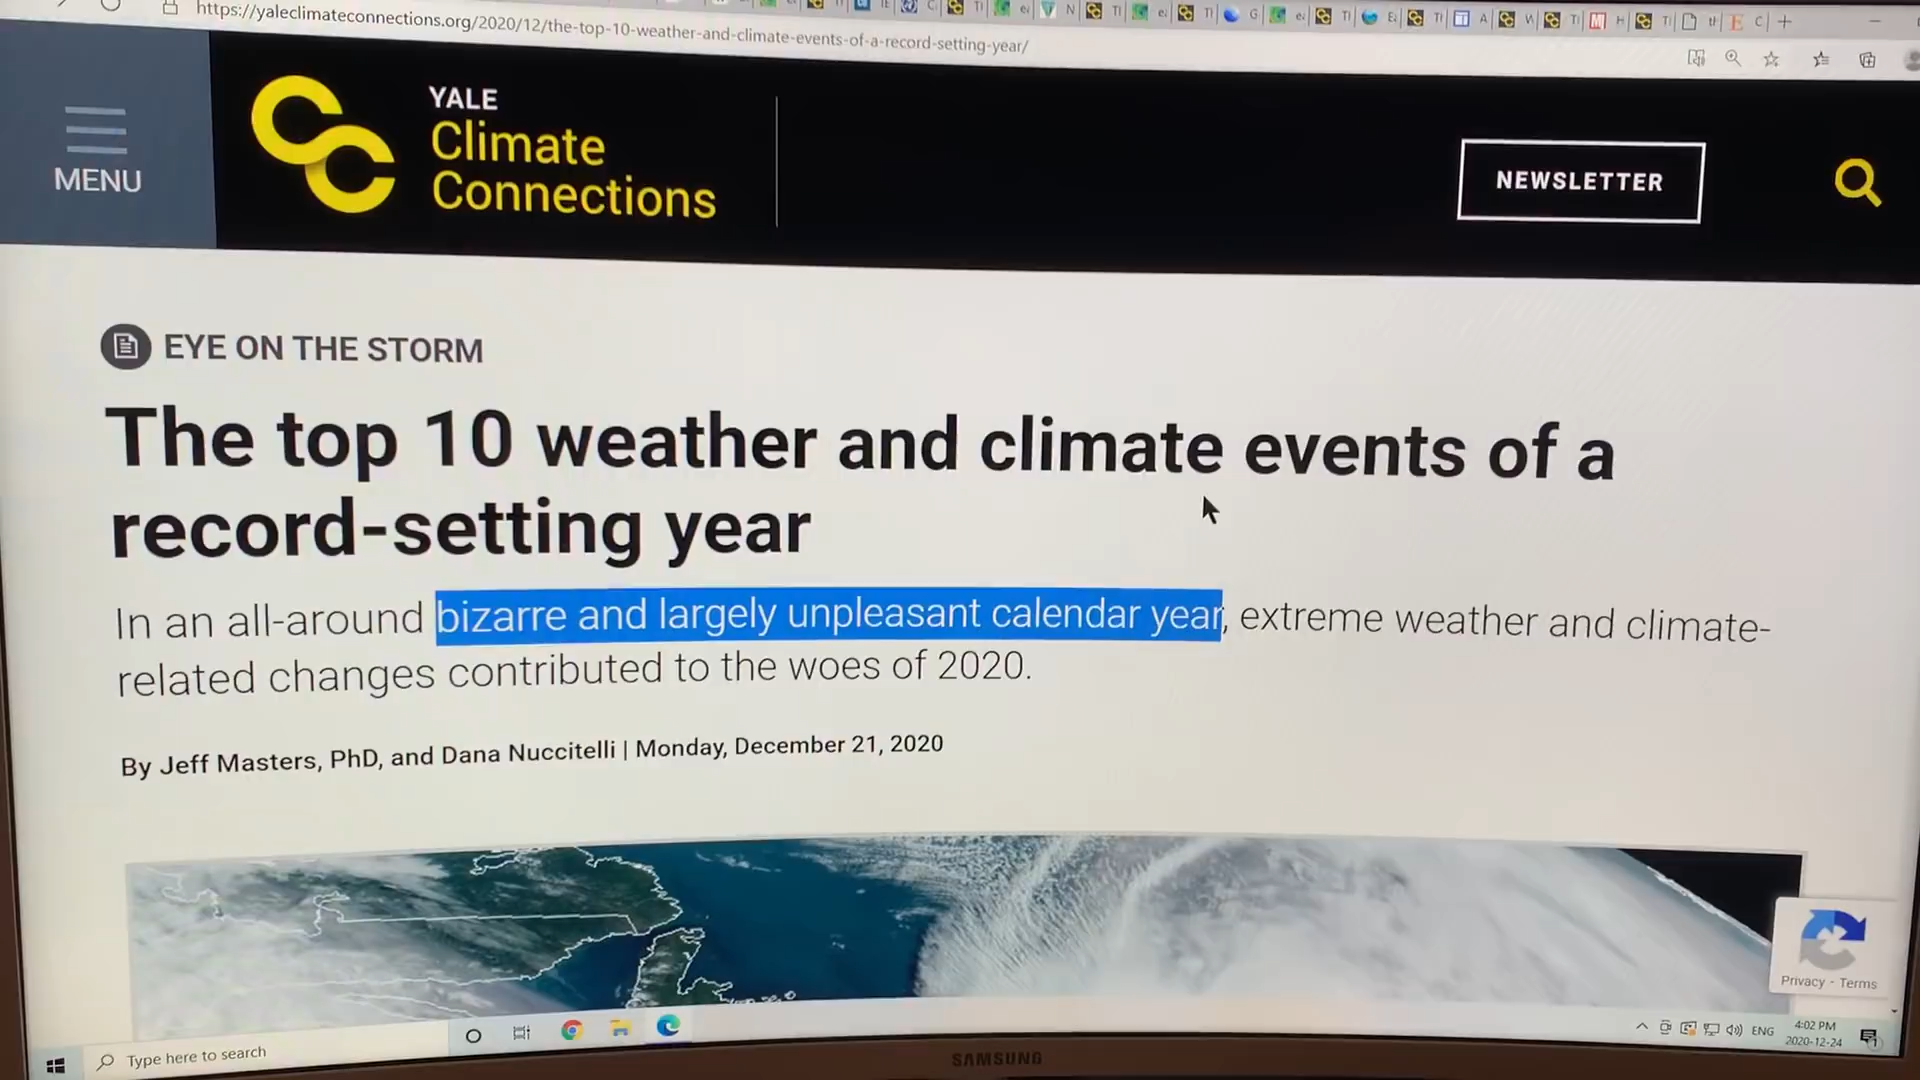 https://yaleclimateconnections.org/2020/12/the-top-10-weather-and-climate-events-of-a-record-setting-year/
MENU
YALE
Climate
Connections
NEWSLETTER
EYE ON THE STORM
The top 10 weather and climate events of a
record-setting year
In an all-around bizarre and largely unpleasant calendar year, extreme weather and climate-
related changes contributed to the woes of 2020.
By Jeff Masters, PhD, and Dana Nuccitelli | Monday, December 21, 2020
Privacy - Terms
Type here to search
ENG
4:02 PM
2020-12-24
SAMSUNG